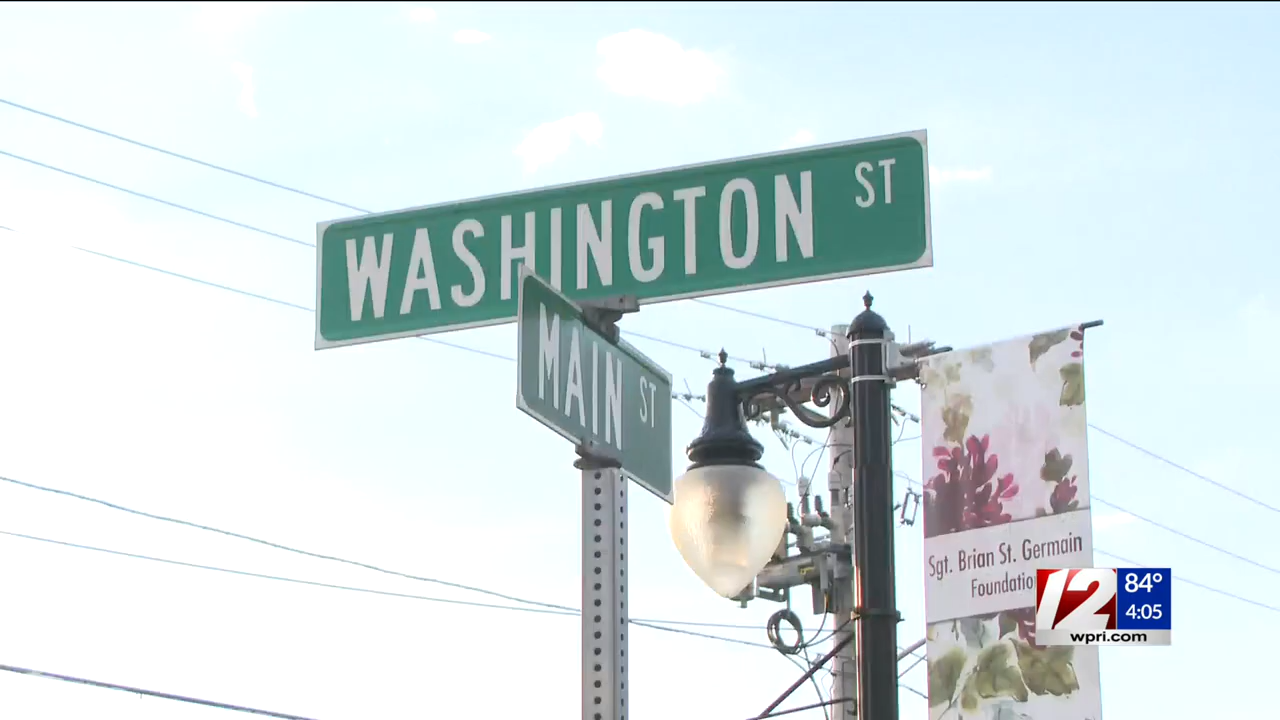 WASHINGTON ST
MAIN ST
Sgt. Brian St. Germain
Foundation
12
84°
4:05
wpri.com